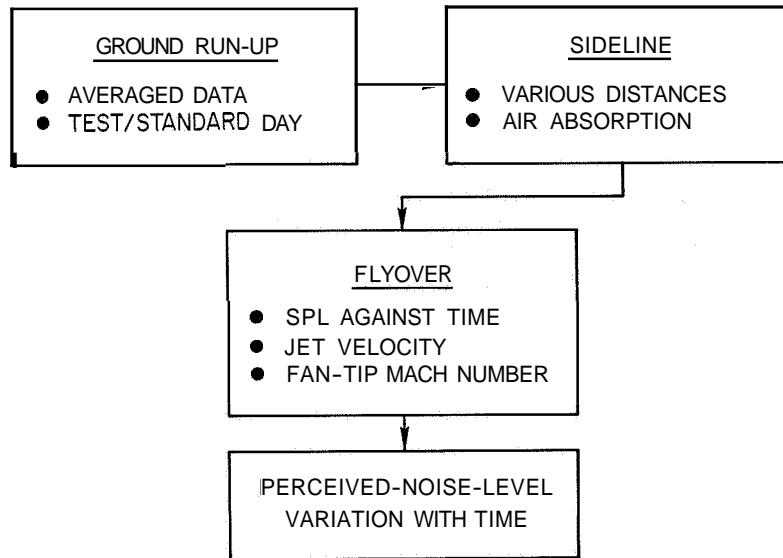 GROUND RUN-UP
● AVERAGED DATA
● TEST/STANDARD DAY
SIDELINE
● VARIOUS DISTANCES
● AIR ABSORPTION
FLYOVER
● SPL AGAINST TIME
● JET VELOCITY
● FAN-TIP MACH NUMBER
PERCEIVED-NOISE-LEVEL
VARIATION WITH TIME